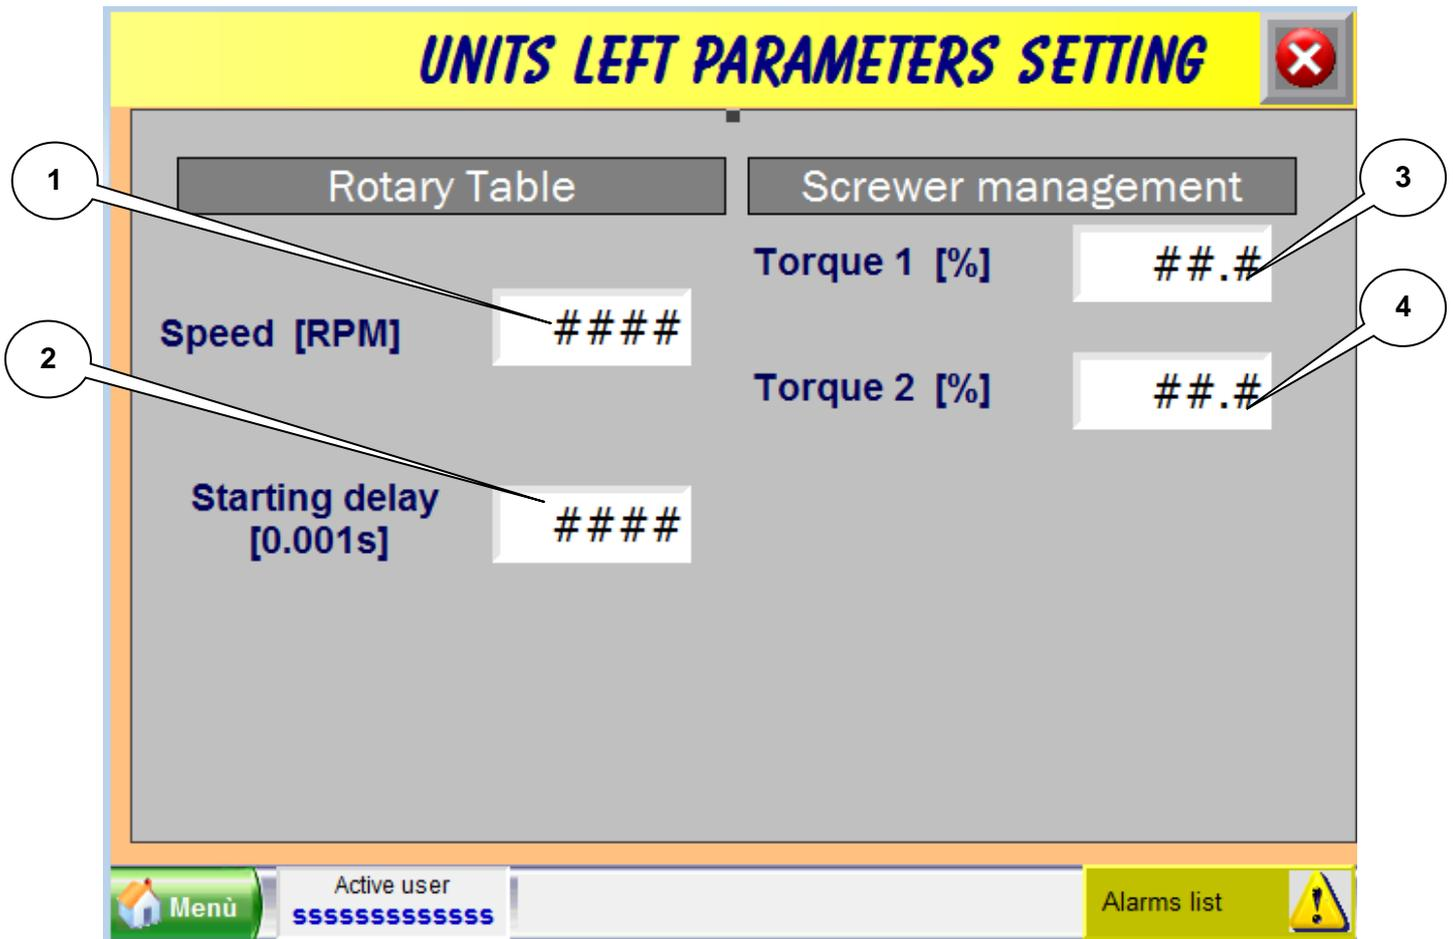 UNITS LEFT PARAMETERS SETTING
Rotary Table
Screwer management
1
3
Torque 1 [%]
##.#
Speed [RPM]
####
4
2
Torque 2 [%]
##.#
Starting delay
[0.001s]
####
Menù
Active user
sssssssssssss
Alarms list